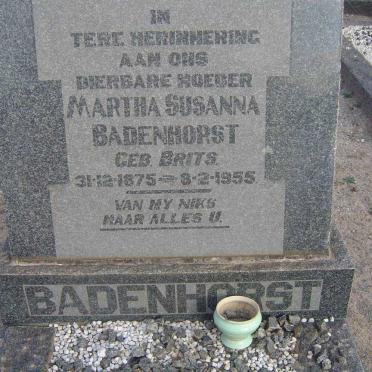 IN
TERE HERINNERING
AAN ONS
DIERBARE MOEDER
MARTHA SUSANNA
BADENHORST
GEB. BRITS.
31-12-1875 - 8-2-1955.
VAN MY NIKS
MAAR ALLES U.
BADENHORST